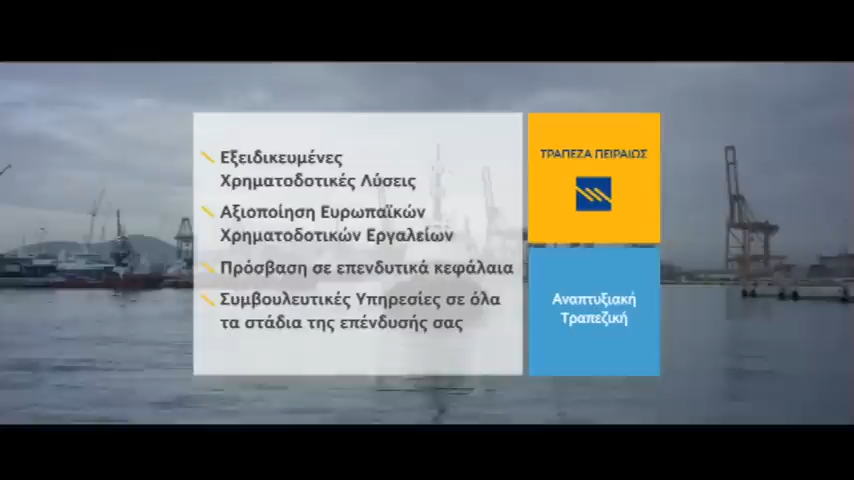 Εξειδικευμένες
Χρηματοδοτικές Λύσεις
Αξιοποίηση Ευρωπαϊκών
Χρηματοδοτικών Εργαλείων
Πρόσβαση σε επενδυτικά κεφάλαια
Συμβουλευτικές Υπηρεσίες σε όλα
τα στάδια της επένδυσής σας
ΤΡΑΠΕΖΑ ΠΕΙΡΑΙΩΣ
Αναπτυξιακή
Τραπεζική